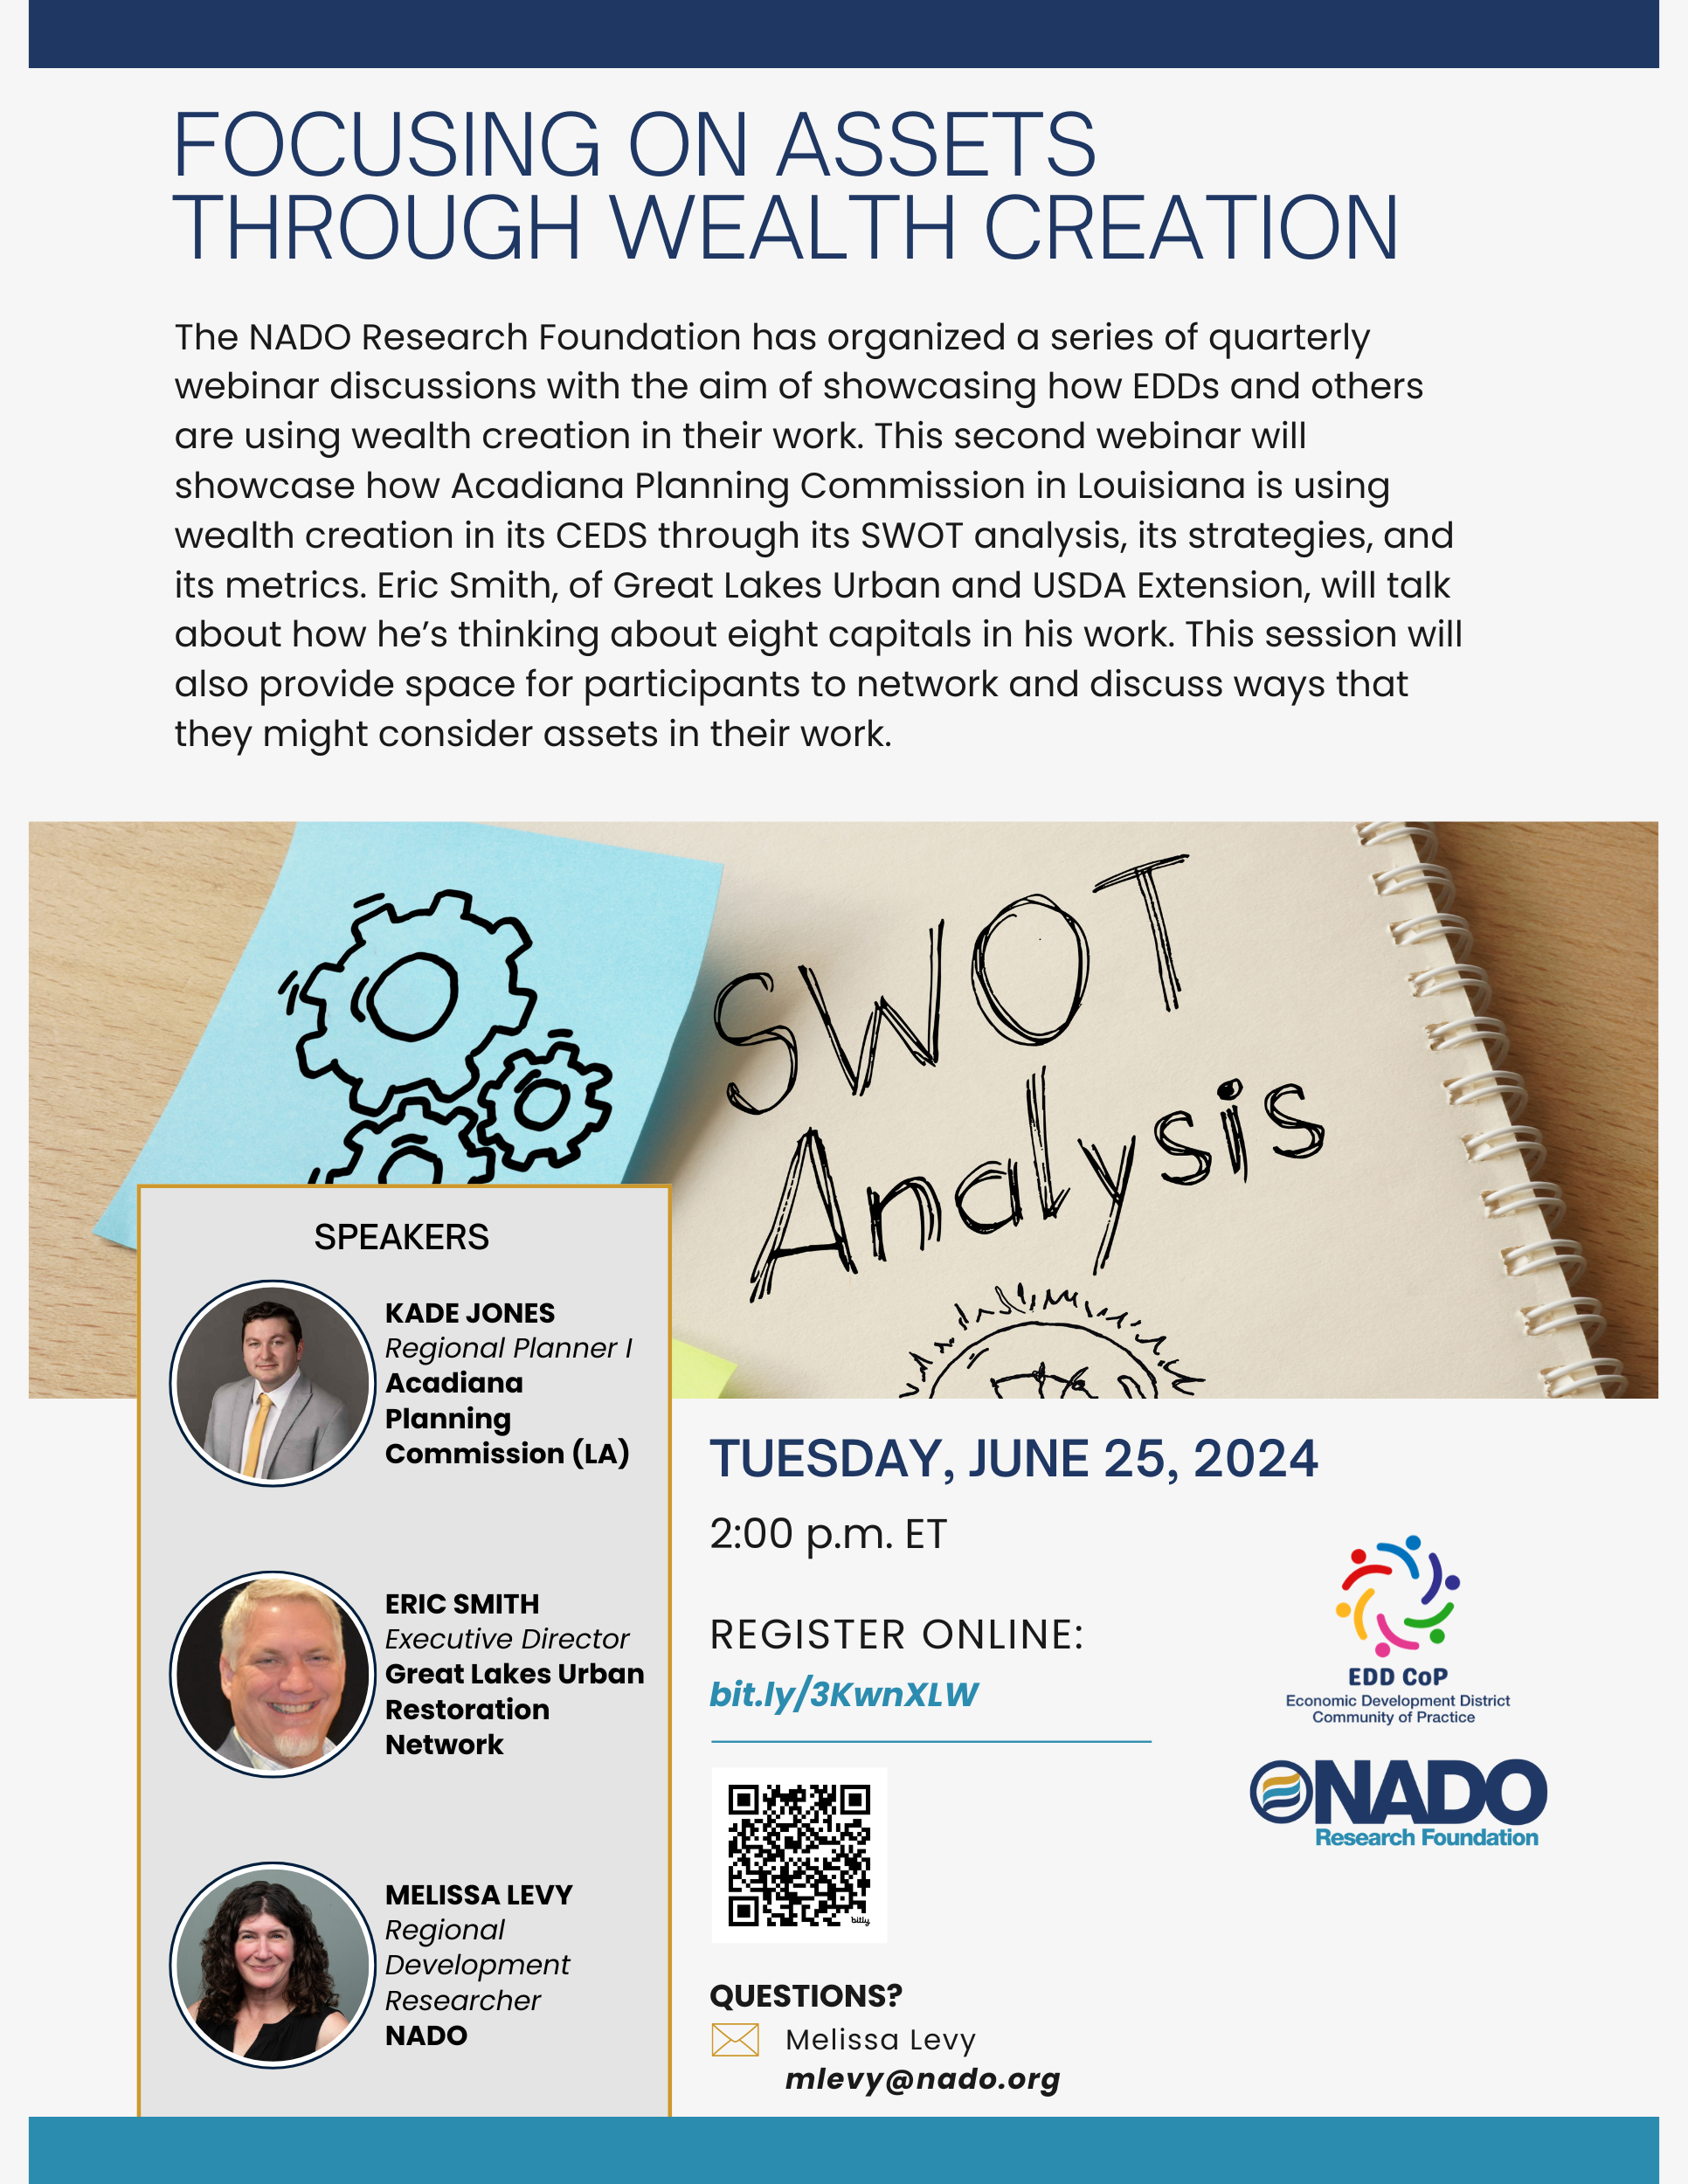 FOCUSING ON ASSETS
THROUGH WEALTH CREATION
The NADO Research Foundation has organized a series of quarterly
webinar discussions with the aim of showcasing how EDDs and others
are using wealth creation in their work. This second webinar will
showcase how Acadiana Planning Commission in Louisiana is using
wealth creation in its CEDS through its SWOT analysis, its strategies, and
its metrics. Eric Smith, of Great Lakes Urban and USDA Extension, will talk
about how he’s thinking about eight capitals in his work. This session will
also provide space for participants to network and discuss ways that
they might consider assets in their work.
SWOT
Analysis
SPEAKERS
KADE JONES
Regional Planner I
Acadiana
Planning
Commission (LA)
ERIC SMITH
Executive Director
Great Lakes Urban
Restoration
Network
MELISSA LEVY
Regional
Development
Researcher
NADO
TUESDAY, JUNE 25, 2024
2:00 p.m. ET
REGISTER ONLINE:
bit.ly/3KwnXLW
bitly
QUESTIONS?
Melissa Levy
mlevy@nado.org
EDD CoP
Economic Development District
Community of Practice
NADO
Research Foundation